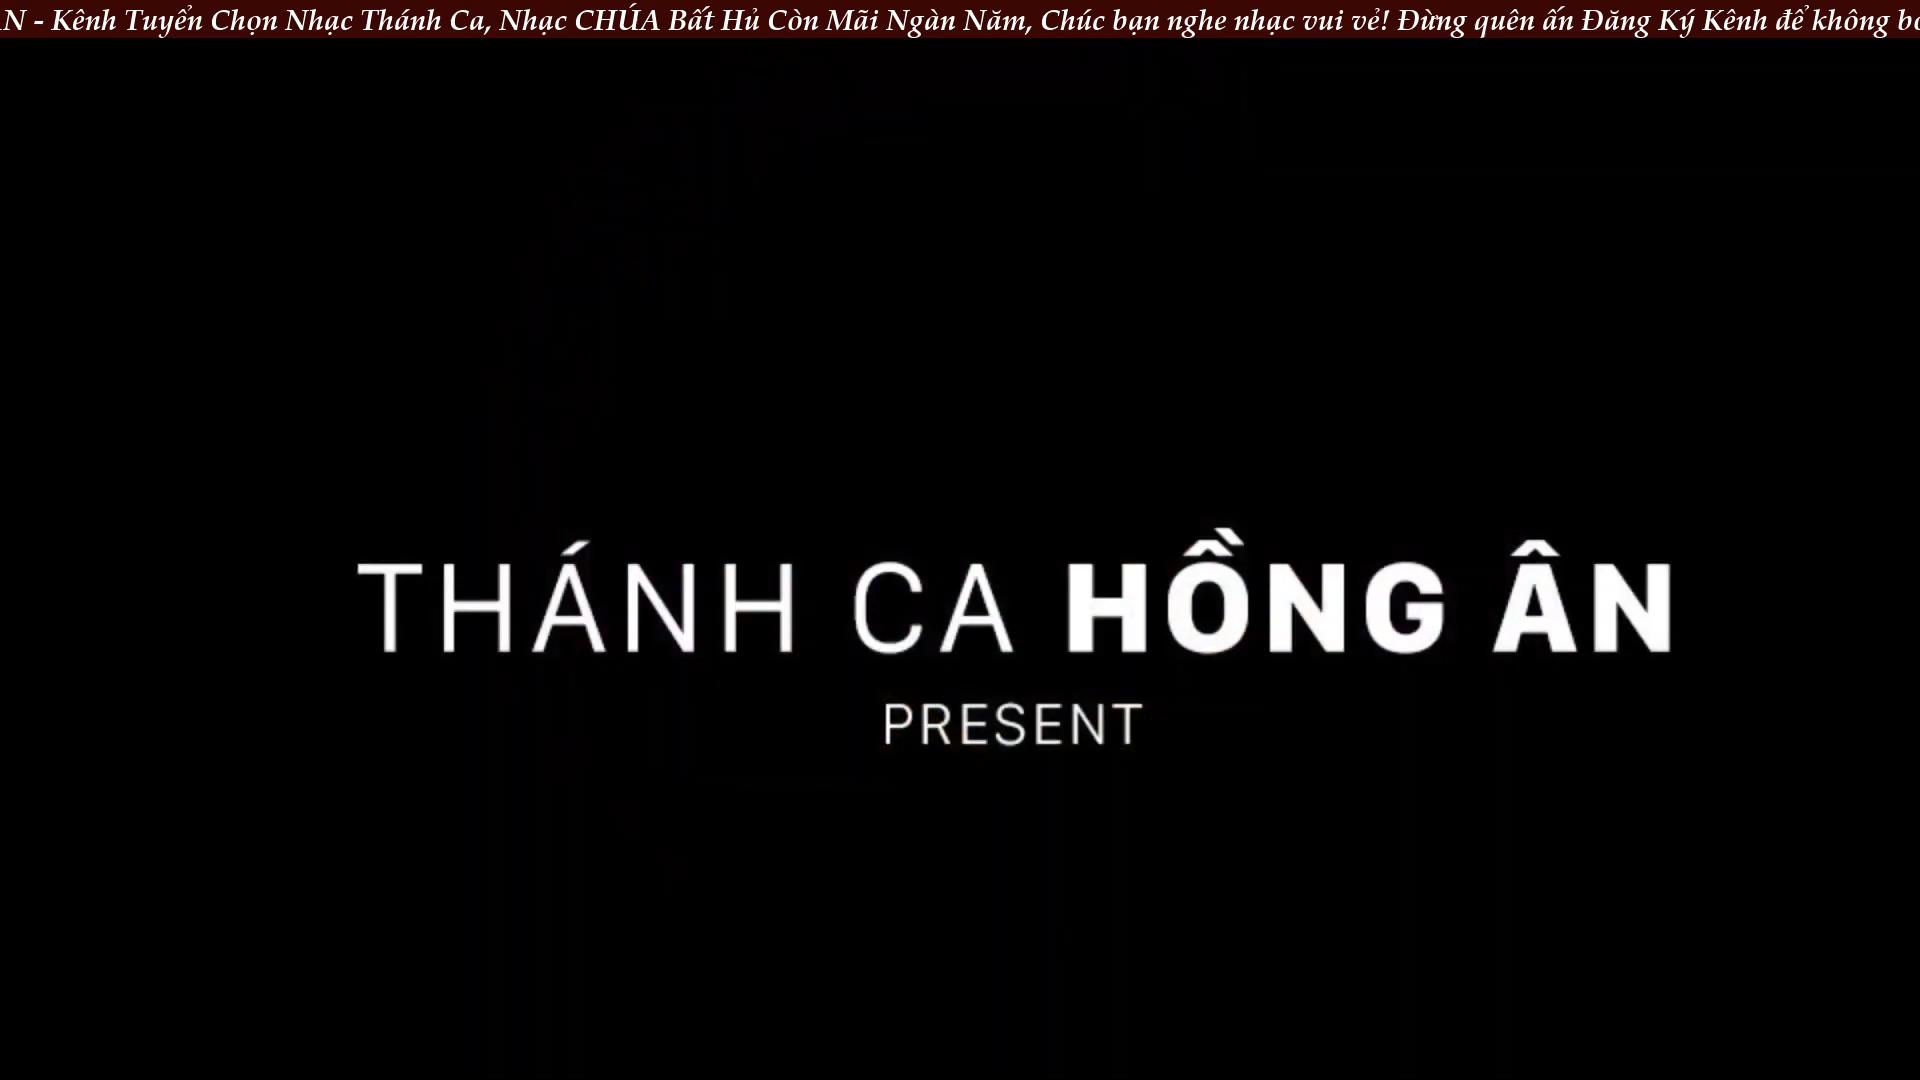 N - Kênh Tuyển Chọn Nhạc Thánh Ca, Nhạc CHÚA Bất Hủ Còn Mãi Ngàn Năm, Chúc bạn nghe nhạc vui vẻ! Đừng quên ấn Đăng Ký Kênh để không
THÁNH CA HỒNG ÂN
PRESENT